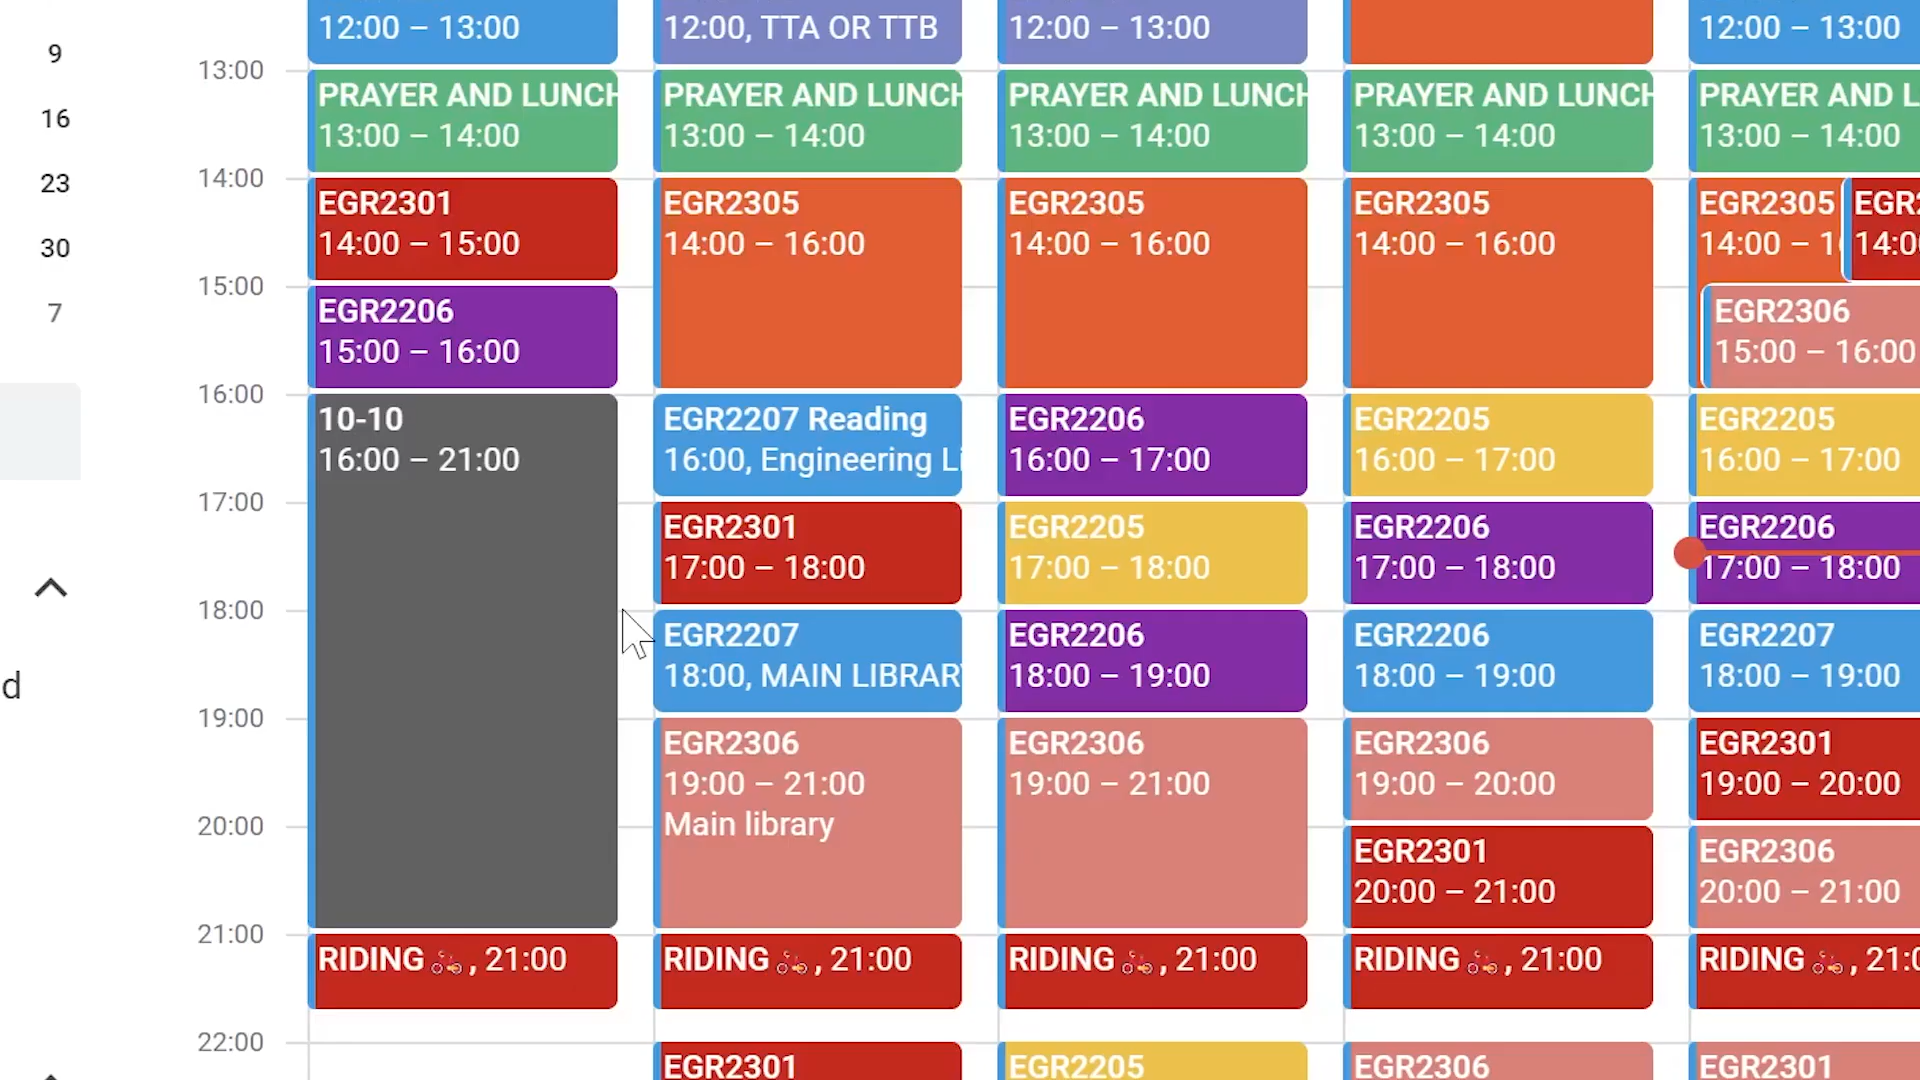 9
16
23
30
7
d
13:00
14:00
15:00
16:00
17:00
18:00
19:00
20:00
21:00
22:00
12:00 – 13:00
PRAYER AND LUNCH
13:00 – 14:00
EGR2301
14:00 – 15:00
EGR2206
15:00 – 16:00
10-10
16:00 – 21:00
RIDING 🚴, 21:00
12:00, TTA OR TTB
PRAYER AND LUNCH
13:00 – 14:00
EGR2305
14:00 – 16:00
EGR2207 Reading
16:00, Engineering Li
EGR2301
17:00 – 18:00
EGR2207
18:00, MAIN LIBRARY
EGR2306
19:00 – 21:00
Main library
RIDING 🚴, 21:00
EGR2301
12:00 – 13:00
PRAYER AND LUNCH
13:00 – 14:00
EGR2305
14:00 – 16:00
EGR2206
16:00 – 17:00
EGR2205
17:00 – 18:00
EGR2206
18:00 – 19:00
EGR2306
19:00 – 21:00
RIDING 🚴, 21:00
EGR2205
PRAYER AND LUNCH
13:00 – 14:00
EGR2305
14:00 – 16:00
EGR2205
16:00 – 17:00
EGR2206
17:00 – 18:00
EGR2206
18:00 – 19:00
EGR2306
19:00 – 20:00
EGR2301
20:00 – 21:00
RIDING 🚴, 21:00
EGR2306
12:00 – 13:00
PRAYER AND L
13:00 – 14:00
EGR2305
14:00 – 1
EGR2
14:0
EGR2306
15:00 – 16:00
EGR2205
16:00 – 17:00
EGR2206
17:00 – 18:00
EGR2207
18:00 – 19:00
EGR2301
19:00 – 20:00
EGR2306
20:00 – 21:00
RIDING 🚴, 21:0
EGR2301